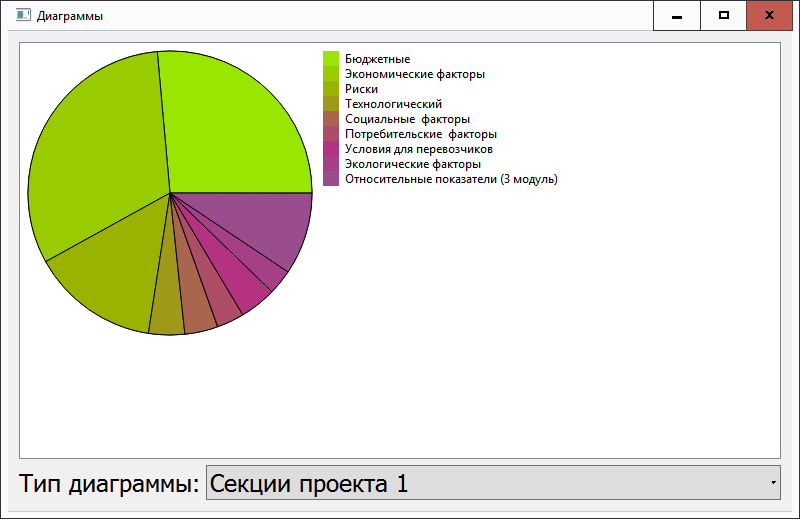 Диаграммы
Бюджетные
Экономические факторы
Риски
Технологический
Социальные  факторы
Потребительские  факторы
Условия для перевозчиков
Экологические факторы
Относительные показатели (3 модуль)
Тип диаграммы: Секции проекта 1